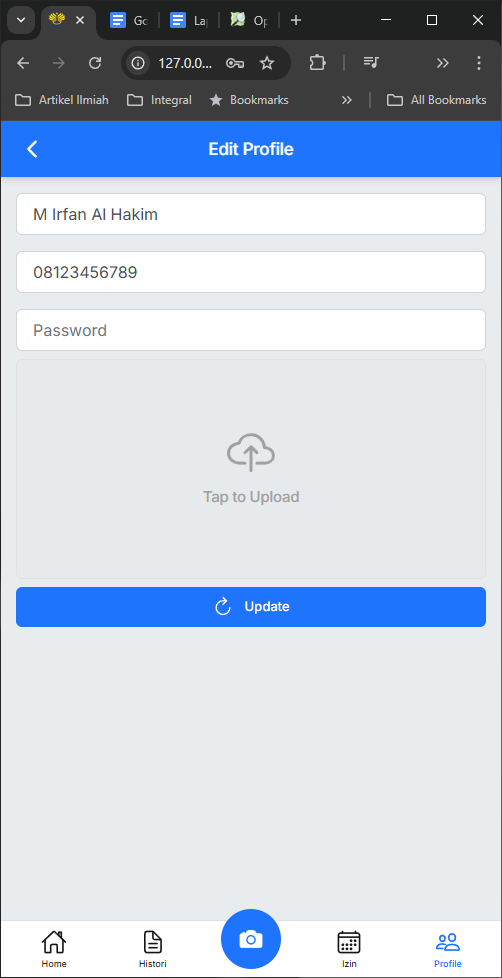 Go
La
Op
127.0.0...
Artikel Ilmiah
Integral
Bookmarks
All Bookmarks
Edit Profile
M Irfan Al Hakim
08123456789
Password
Tap to Upload
Update
Home
Histori
Izin
Profile